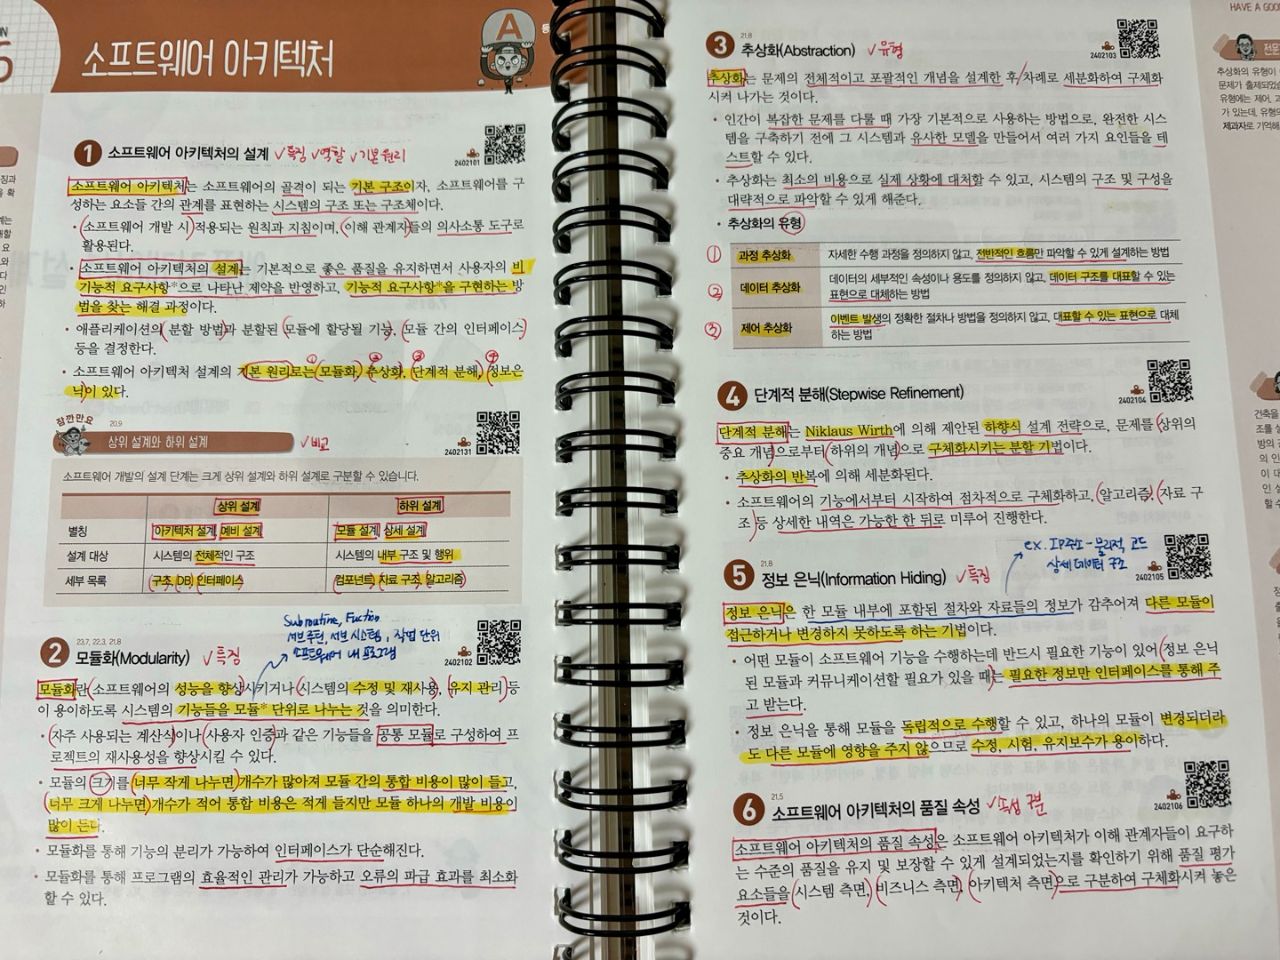 소프트웨어 아키텍처
A
1 소프트웨어 아키텍처의 설계 √특징 √역할 √기본 원리
2402101
소프트웨어 아키텍처는 소프트웨어의 골격이 되는 기본 구조이자, 소프트웨어를 구
성하는 요소들 간의 관계를 표현하는 시스템의 구조 또는 구조체이다.
• 소프트웨어 개발 시 적용되는 원칙과 지침이며, 이해 관계자들의 의사소통 도구로
활용된다.
• 소프트웨어 아키텍처의 설계는 기본적으로 좋은 품질을 유지하면서 사용자의 비
기능적 요구사항*으로 나타난 제약을 반영하고, 기능적 요구사항*을 구현하는 방
법을 찾는 해결 과정이다.
• 애플리케이션의 분할 방법과 분할된 모듈에 할당될 기능, 모듈 간의 인터페이스
등을 결정한다.
① ② ③ ④
• 소프트웨어 아키텍처 설계의 기본 원리로는 모듈화, 추상화, 단계적 분해, 정보은
닉이 있다.
잠깐만요
20.9
상위 설계와 하위 설계 √비교
2402131
소프트웨어 개발의 설계 단계는 크게 상위 설계와 하위 설계로 구분할 수 있습니다.
상위 설계 하위 설계
별칭 아키텍처 설계, 예비 설계 모듈 설계, 상세 설계
설계 대상 시스템의 전체적인 구조 시스템의 내부 구조 및 행위
세부 목록 구조, DB, 인터페이스 컴포넌트, 자료 구조, 알고리즘
Subroutine, Fuction
서브루틴, 서브 시스템, 작업 단위
소프트웨어 내 프로그램
23.7, 22.3, 21.8
2 모듈화(Modularity) √특징
2402102
모듈화란 소프트웨어의 성능을 향상시키거나 시스템의 수정 및 재사용, 유지 관리 등
이 용이하도록 시스템의 기능들을 모듈* 단위로 나누는 것을 의미한다.
• 자주 사용되는 계산식이나 사용자 인증과 같은 기능들을 공통 모듈로 구성하여 프
로젝트의 재사용성을 향상시킬 수 있다.
• 모듈의 크기를 너무 작게 나누면 개수가 많아져 모듈 간의 통합 비용이 많이 들고,
너무 크게 나누면 개수가 적어 통합 비용은 적게 들지만 모듈 하나의 개발 비용이
많이 든다.
• 모듈화를 통해 기능의 분리가 가능하여 인터페이스가 단순해진다.
• 모듈화를 통해 프로그램의 효율적인 관리가 가능하고 오류의 파급 효과를 최소화
할 수 있다.
21.8
3 추상화(Abstraction) √유형
2402103
추상화는 문제의 전체적이고 포괄적인 개념을 설계한 후 차례로 세분화하여 구체화
시켜 나가는 것이다.
• 인간이 복잡한 문제를 다룰 때 가장 기본적으로 사용하는 방법으로, 완전한 시스
템을 구축하기 전에 그 시스템과 유사한 모델을 만들어서 여러 가지 요인들을 테
스트할 수 있다.
• 추상화는 최소의 비용으로 실제 상황에 대처할 수 있고, 시스템의 구조 및 구성을
대략적으로 파악할 수 있게 해준다.
• 추상화의 유형
① 과정 추상화 자세한 수행 과정을 정의하지 않고, 전반적인 흐름만 파악할 수 있게 설계하는 방법
② 데이터 추상화 데이터의 세부적인 속성이나 용도를 정의하지 않고, 데이터 구조를 대표할 수 있는
표현으로 대체하는 방법
③ 제어 추상화 이벤트 발생의 정확한 절차나 방법을 정의하지 않고, 대표할 수 있는 표현으로 대체
하는 방법
4 단계적 분해(Stepwise Refinement)
2402104
단계적 분해는 Niklaus Wirth에 의해 제안된 하향식 설계 전략으로, 문제를 상위의
중요 개념으로부터 하위의 개념으로 구체화시키는 분할 기법이다.
• 추상화의 반복에 의해 세분화된다.
• 소프트웨어의 기능에서부터 시작하여 점차적으로 구체화하고, 알고리즘, 자료 구
조 등 상세한 내역은 가능한 한 뒤로 미루어 진행한다.
ex. IP주소 - 물리적 코드
상세 데이터 구조
21.8
5 정보 은닉(Information Hiding) √특징
2402105
정보 은닉은 한 모듈 내부에 포함된 절차와 자료들의 정보가 감추어져 다른 모듈이
접근하거나 변경하지 못하도록 하는 기법이다.
• 어떤 모듈이 소프트웨어 기능을 수행하는데 반드시 필요한 기능이 있어 정보 은닉
된 모듈과 커뮤니케이션할 필요가 있을 때는 필요한 정보만 인터페이스를 통해 주
고 받는다.
• 정보 은닉을 통해 모듈을 독립적으로 수행할 수 있고, 하나의 모듈이 변경되더라
도 다른 모듈에 영향을 주지 않으므로 수정, 시험, 유지보수가 용이하다.
21.5
6 소프트웨어 아키텍처의 품질 속성 √속성 구분
2402106
소프트웨어 아키텍처의 품질 속성은 소프트웨어 아키텍처가 이해 관계자들이 요구하
는 수준의 품질을 유지 및 보장할 수 있게 설계되었는지를 확인하기 위해 품질 평가
요소들을 시스템 측면, 비즈니스 측면, 아키텍처 측면으로 구분하여 구체화시켜 놓은
것이다.
HAVE A GOO